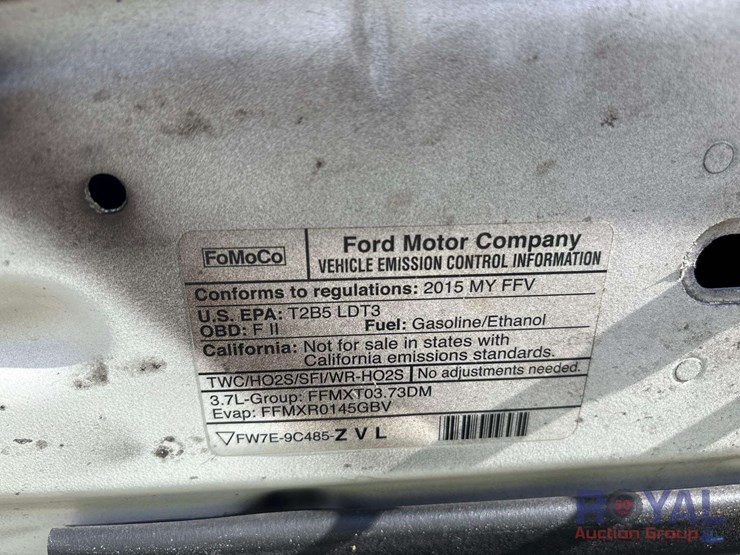 FoMoCo
Ford Motor Company
VEHICLE EMISSION CONTROL INFORMATION
Conforms to regulations: 2015 MY FFV
U.S. EPA: T2B5 LDT3
OBD: F II Fuel: Gasoline/Ethanol
California: Not for sale in states with
California emissions standards.
TWC/HO2S/SFI/WR-HO2S No adjustments needed.
3.7L-Group: FFMXT03.73DM
Evap: FFMXR0145GBV
FW7E-9C485-Z V L
ROYAL
Auction Group